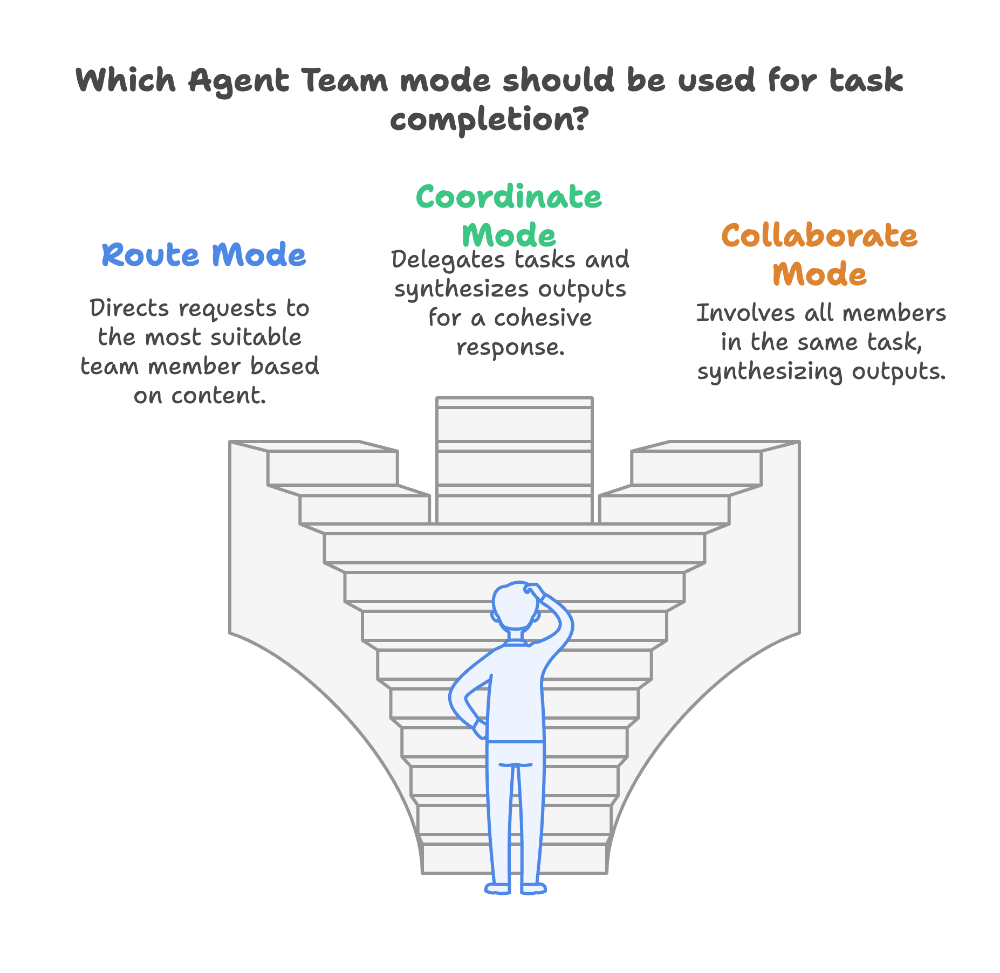 Which Agent Team mode should be used for task
completion?
Route Mode
Directs requests to
the most suitable
team member based
on content.
Coordinate
Mode
Delegates tasks and
synthesizes outputs
for a cohesive
response.
Collaborate
Mode
Involves all members
in the same task,
synthesizing outputs.